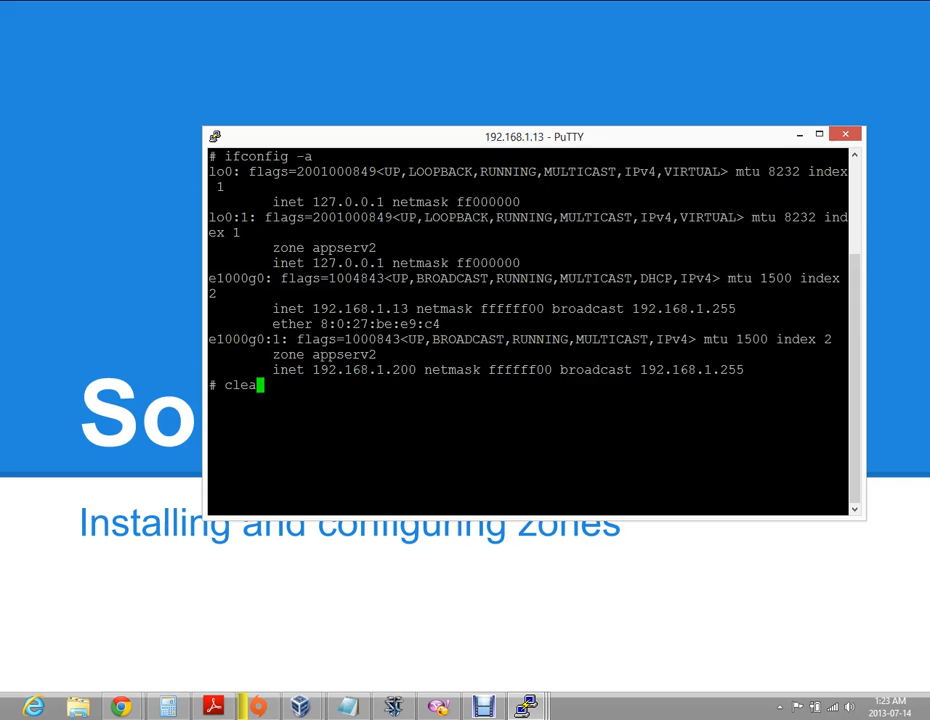 192.168.1.13 - PuTTY
# ifconfig -a
lo0: flags=2001000849<UP,LOOPBACK,RUNNING,MULTICAST,IPv4,VIRTUAL> mtu 8232 index
1
inet 127.0.0.1 netmask ff000000
lo0:1: flags=2001000849<UP,LOOPBACK,RUNNING,MULTICAST,IPv4,VIRTUAL> mtu 8232 ind
ex 1
zone appserv2
inet 127.0.0.1 netmask ff000000
e1000g0: flags=1004843<UP,BROADCAST,RUNNING,MULTICAST,DHCP,IPv4> mtu 1500 index
2
inet 192.168.1.13 netmask ffffff00 broadcast 192.168.1.255
ether 8:0:27:be:e9:c4
e1000g0:1: flags=1000843<UP,BROADCAST,RUNNING,MULTICAST,IPv4> mtu 1500 index 2
zone appserv2
inet 192.168.1.200 netmask ffffff00 broadcast 192.168.1.255
# clea
So
Installing and configuring zones
1:23 AM
2013-07-14